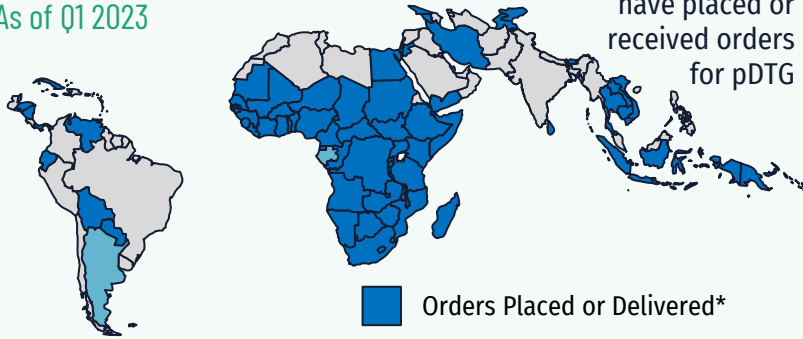 As of Q1 2023
have placed or
received orders
for pDTG
Orders Placed or Delivered*